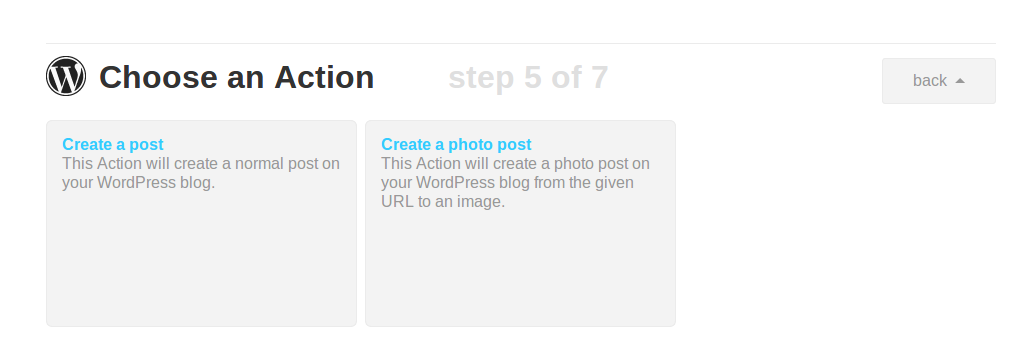 Choose an Action step 5 of 7 back
Create a post
This Action will create a normal post on
your WordPress blog.
Create a photo post
This Action will create a photo post on
your WordPress blog from the given
URL to an image.